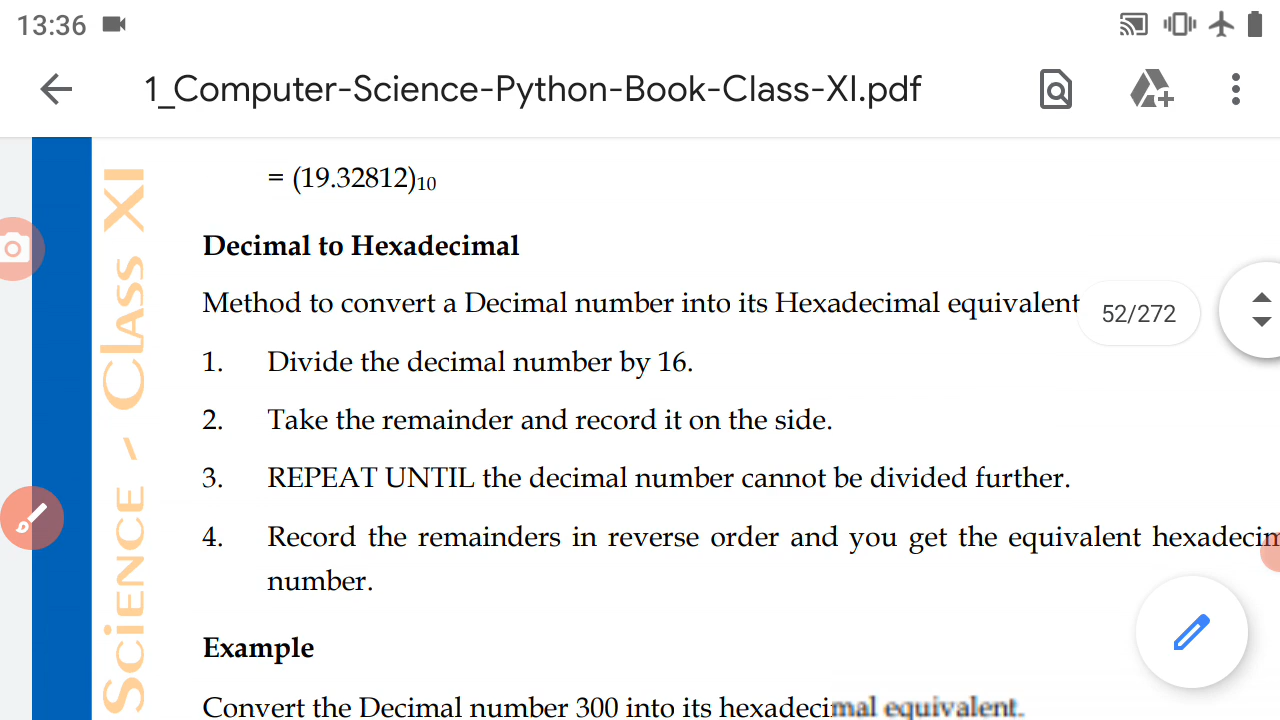 13:36
1_Computer-Science-Python-Book-Class-XI.pdf
= (19.32812)10
Decimal to Hexadecimal
Method to convert a Decimal number into its Hexadecimal equivalent
52/272
1. Divide the decimal number by 16.
2. Take the remainder and record it on the side.
3. REPEAT UNTIL the decimal number cannot be divided further.
4. Record the remainders in reverse order and you get the equivalent hexadecim
number.
Example
Convert the Decimal number 300 into its hexadecimal equivalent.
Science - Class XI